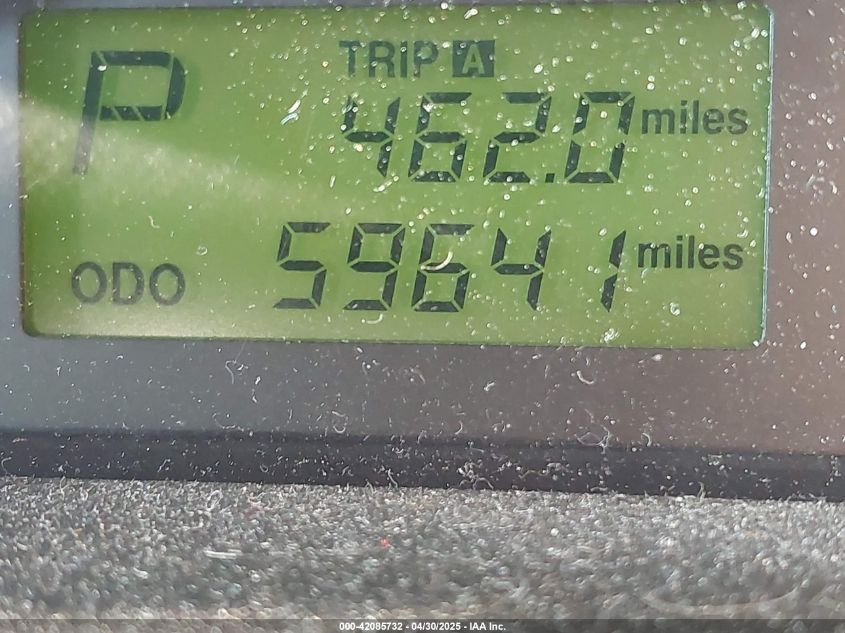 P
TRIP A
462.0 miles
ODO 59641 miles
000-42085732 - 04/30/2025 - IAA Inc.